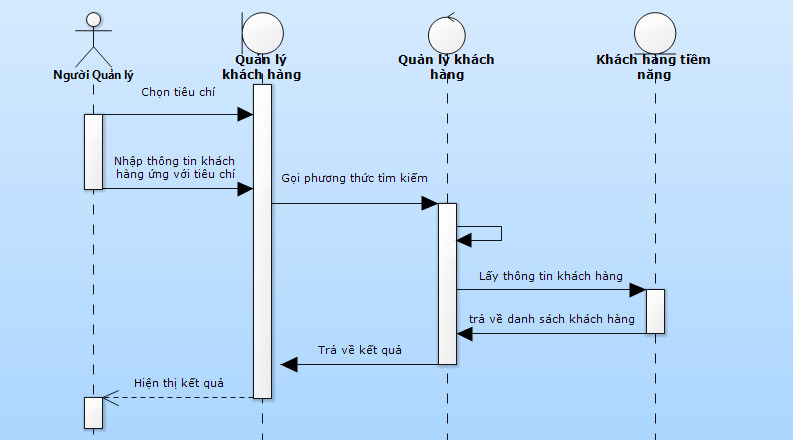 Người Quản lý
Quản lý
khách hàng
Quản lý khách
hàng
Khách hàng tiềm
năng
Chọn tiêu chí
Nhập thông tin khách
hàng ứng với tiêu chí
Gọi phương thức tìm kiếm
Lấy thông tin khách hàng
trả về danh sách khách hàng
Trả về kết quả
Hiện thị kết quả